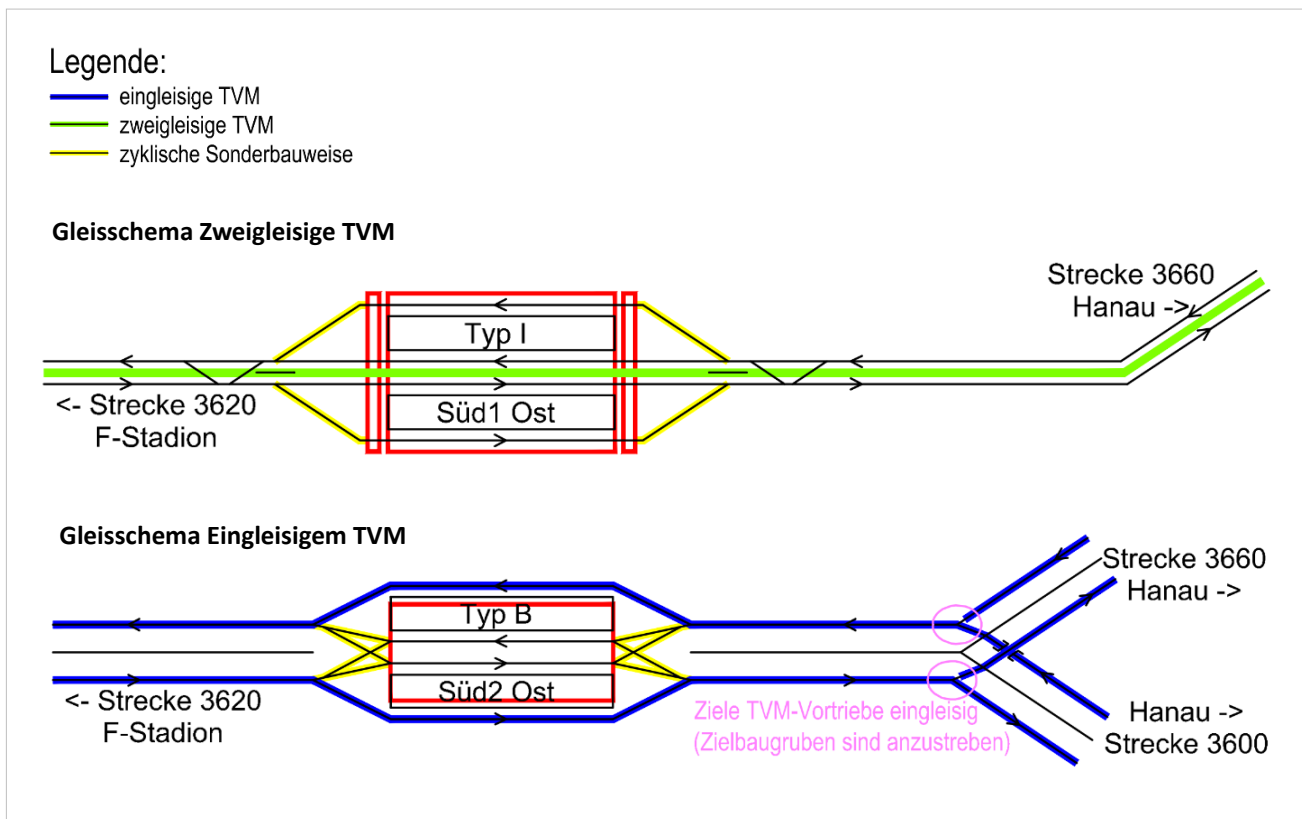 Legende:
eingleisige TVM
zweigleisige TVM
zyklische Sonderbauweise
Gleisschema Zweigleisige TVM
Strecke 3660
Hanau ->
Typ I
Süd1 Ost
<- Strecke 3620
F-Stadion
Gleisschema Eingleisigem TVM
Strecke 3660
Hanau ->
Typ B
Süd2 Ost
<- Strecke 3620
F-Stadion
Ziele TVM-Vortriebe eingleisig
(Zielbaugruben sind anzustreben)
Hanau ->
Strecke 3600